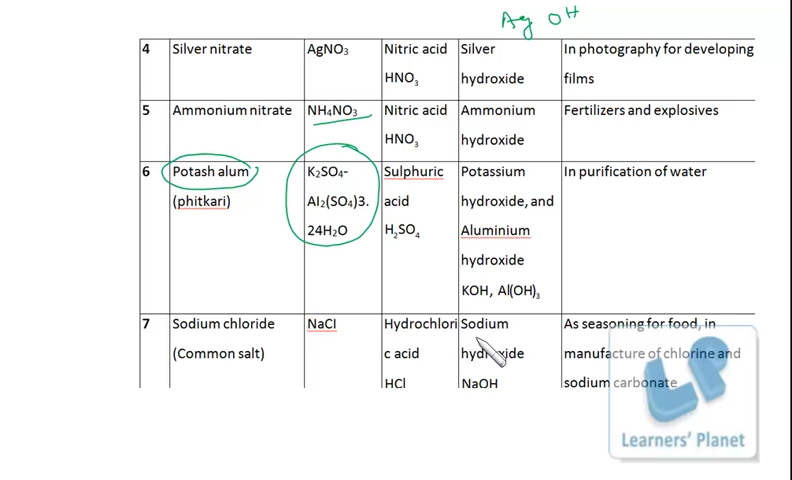 Ag OH
4 Silver nitrate AgNO₃ Nitric acid Silver In photography for developing
HNO₃ hydroxide films
5 Ammonium nitrate NH₄NO₃ Nitric acid Ammonium Fertilizers and explosives
HNO₃ hydroxide
6 Potash alum K₂SO₄- Sulphuric Potassium In purification of water
(phitkari) Al₂(SO₄)3. acid hydroxide, and
24H₂O H₂SO₄ Aluminium
hydroxide
KOH, Al(OH)₃
7 Sodium chloride NaCl Hydrochlori Sodium As seasoning for food, in
(Common salt) c acid hydroxide manufacture of chlorine and
HCl NaOH sodium carbonate
LP
Learners' Planet